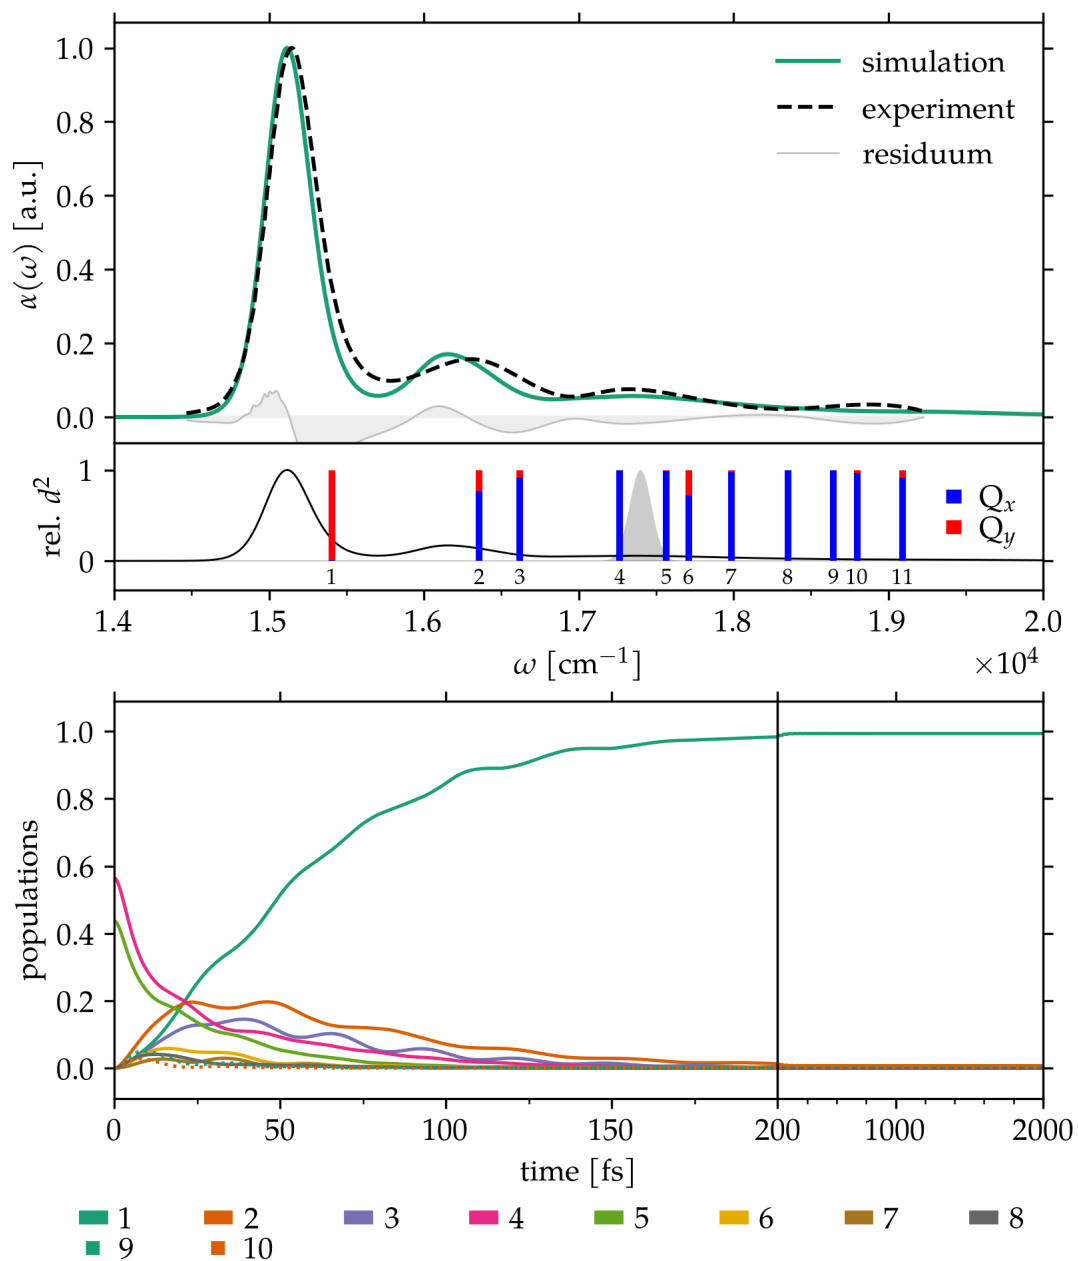 1.0
0.8
0.6
0.4
0.2
0.0
α(ω) [a.u.]
simulation
experiment
residuum
1
0
rel. d²
Qₓ
Q_y
1 2 3 4 5 6 7 8 9 10 11
1.4 1.5 1.6 1.7 1.8 1.9 2.0
ω [cm⁻¹]
×10⁴
1.0
0.8
0.6
0.4
0.2
0.0
populations
0 50 100 150 200 1000 2000
time [fs]
1 2 3 4 5 6 7 8
9 10